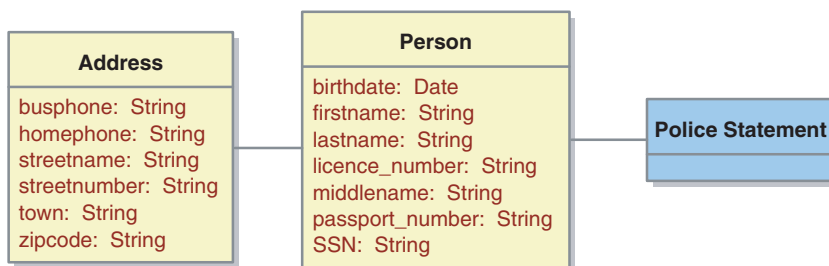 Address
busphone: String
homephone: String
streetname: String
streetnumber: String
town: String
zipcode: String
Person
birthdate: Date
firstname: String
lastname: String
licence_number: String
middlename: String
passport_number: String
SSN: String
Police Statement